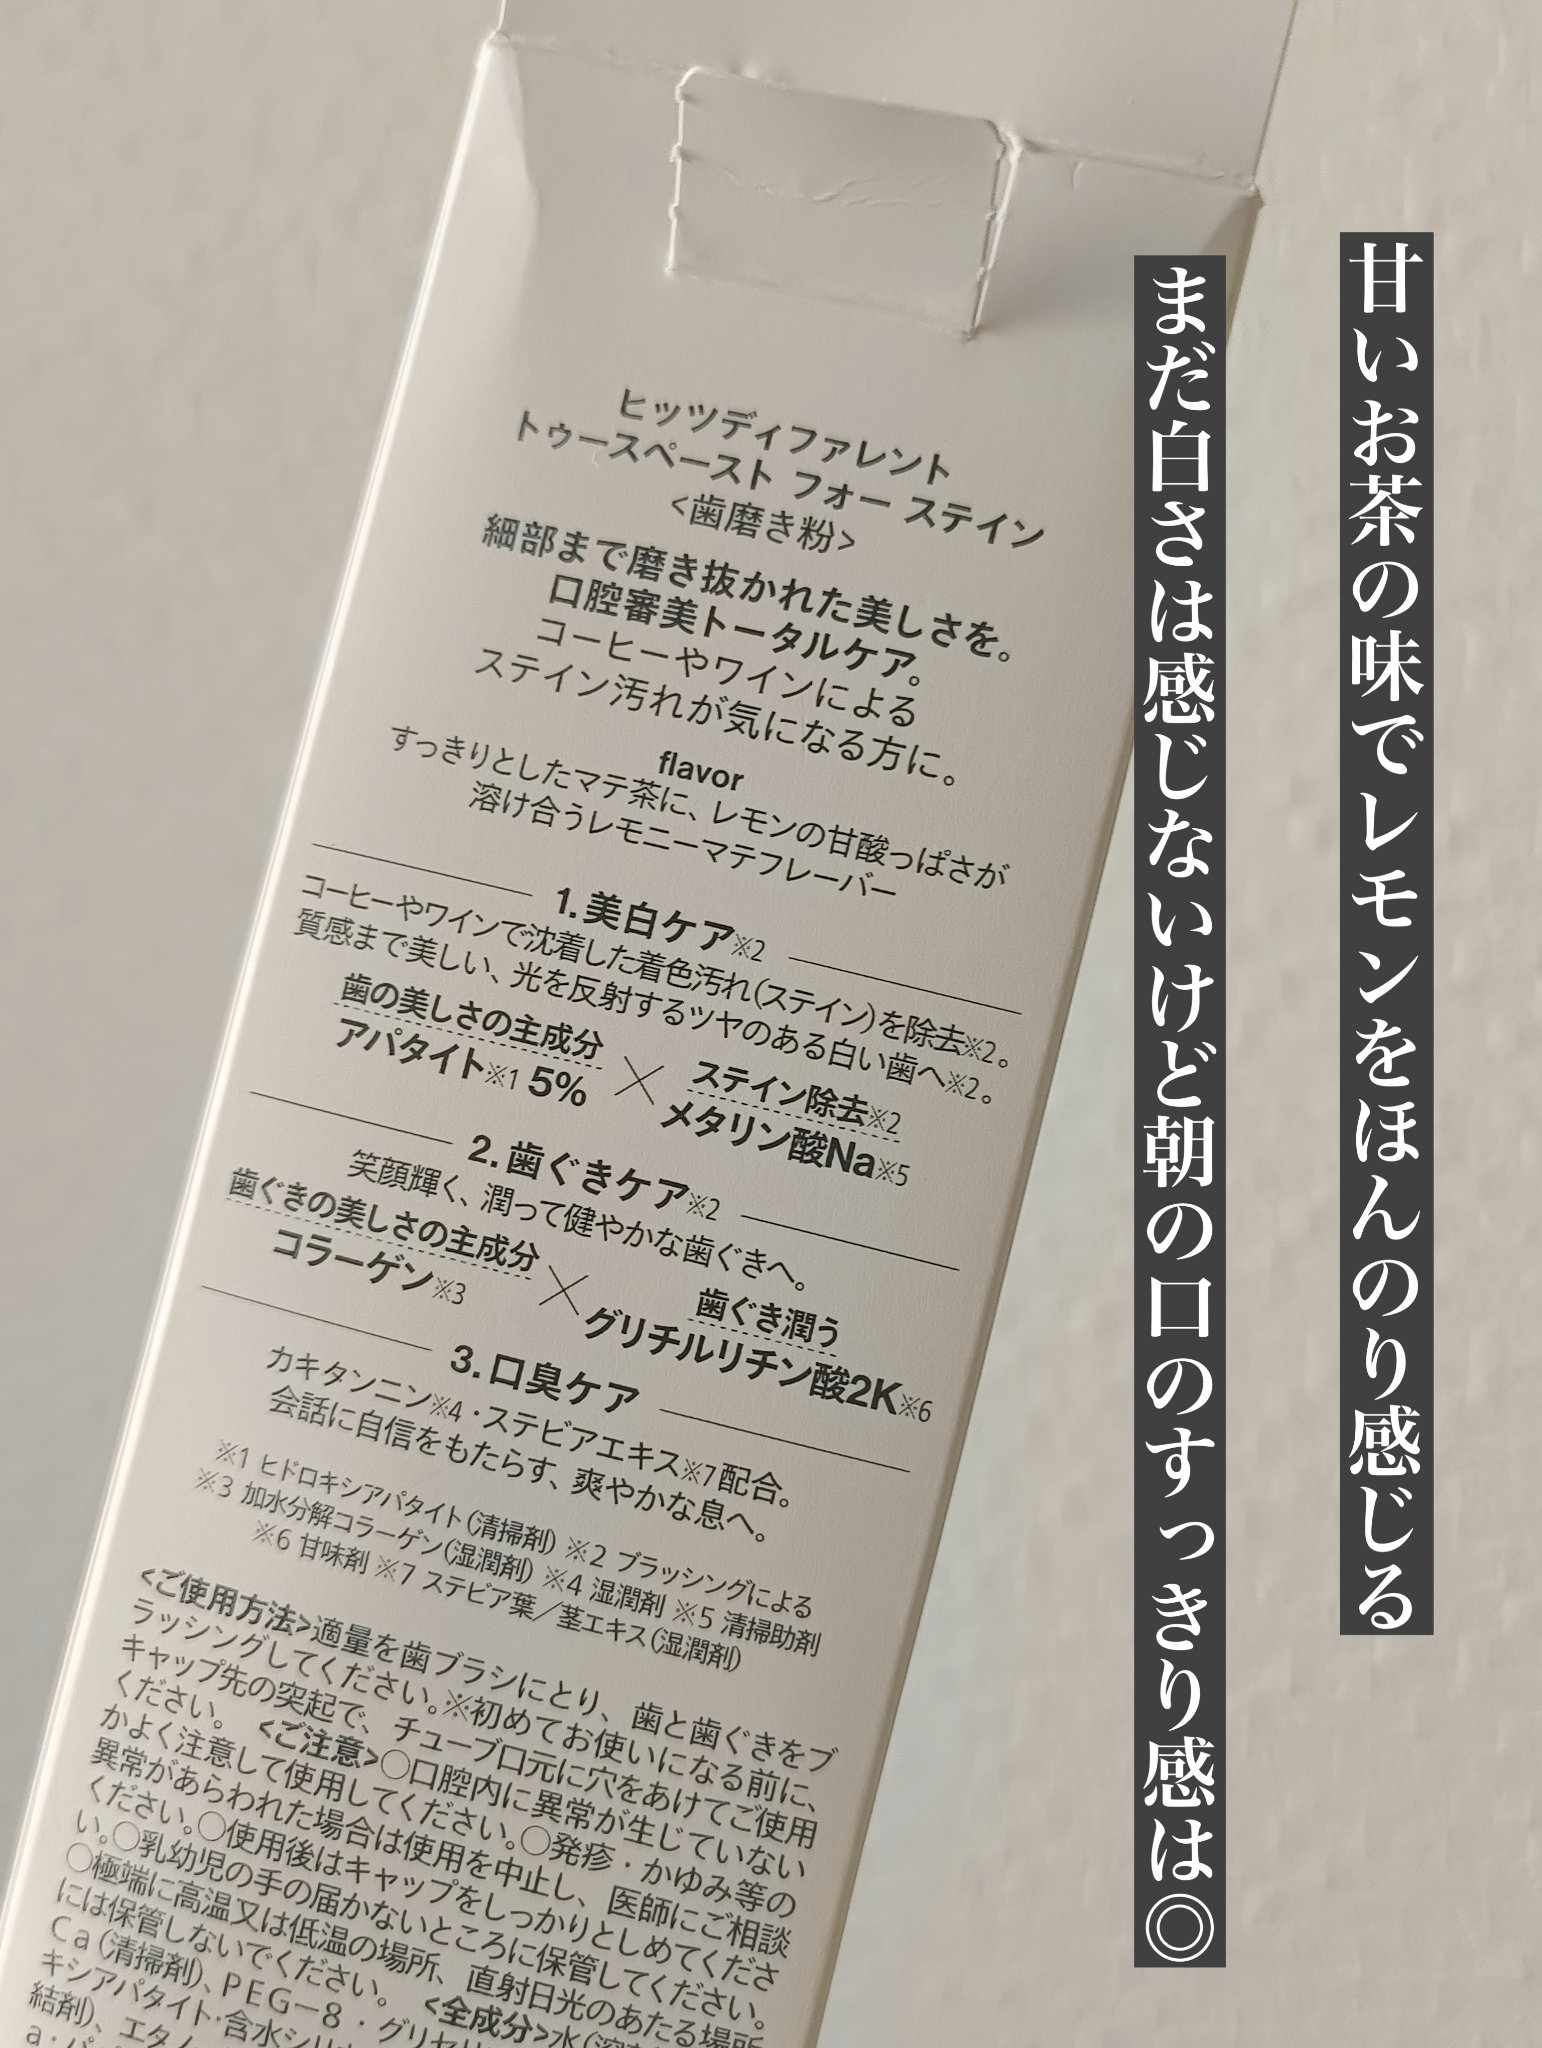 甘いお茶の味でレモンをほんのり感じる
まだ白さは感じないけど朝の口のすっきり感は◎
ヒッツディファレント
トゥースペースト フォー ステイン
<歯磨き粉>
細部まで磨き抜かれた美しさを。
口腔審美トータルケア。
コーヒーやワインによる
ステイン汚れが気になる方に。
flavor
すっきりとしたマテ茶に、レモンの甘酸っぱさが
溶け合うレモニーマテフレーバー
1.美白ケア※2
コーヒーやワインで沈着した着色汚れ(ステイン)を除去※2。
質感まで美しい、光を反射するツヤのある白い歯へ※2。
歯の美しさの主成分
アパタイト※1 5%
×
ステイン除去※2
メタリン酸Na※5
2.歯ぐきケア※2
笑顔輝く、潤って健やかな歯ぐきへ。
歯ぐきの美しさの主成分
コラーゲン※3
×
歯ぐき潤う
グリチルリチン酸2K※6
3.口臭ケア
カキタンニン※4・ステビアエキス※7配合。
会話に自信をもたらす、爽やかな息へ。
※1 ヒドロキシアパタイト(清掃剤) ※2 ブラッシングによる
※3 加水分解コラーゲン(湿潤剤) ※4 湿潤剤 ※5 清掃助剤
※6 甘味剤 ※7 ステビア葉／茎エキス(湿潤剤)
<ご使用方法>適量を歯ブラシにとり、歯と歯ぐきをブ
ラッシングしてください。※初めてお使いになる前に、
キャップ先の突起で、チューブ口元に穴をあけてご使用
ください。 <ご注意>○口腔内に異常が生じていない
かよく注意して使用してください。○発疹・かゆみ等の
異常があらわれた場合は使用を中止し、医師にご相談
ください。○使用後はキャップをしっかりとしめてくださ
い。○乳幼児の手の届かないところに保管してください。
○極端に高温又は低温の場所、直射日光のあたる場所
には保管しないでください。 <全成分>水(溶
Ca(清掃剤)、PEG－8・グリセリ
キシアパタイト・含水シリ
結剤)、エタノ
a・パ